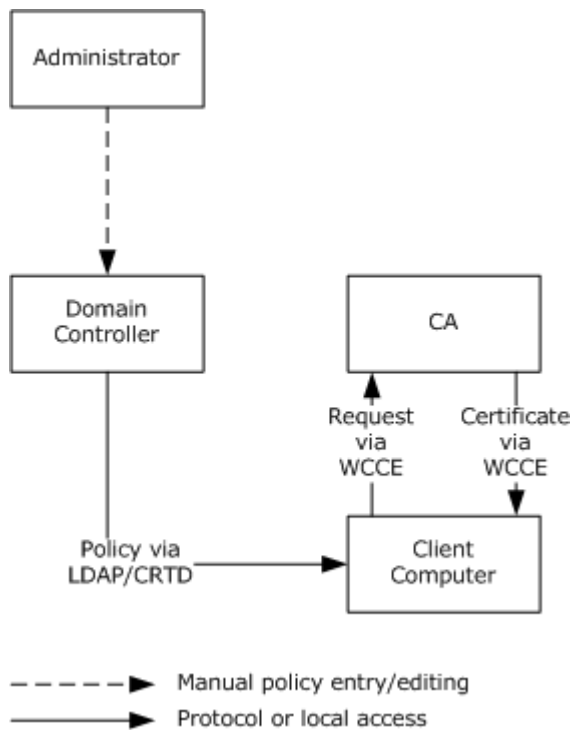 Administrator
Domain
Controller
CA
Request
via
WCCE
Certificate
via
WCCE
Policy via
LDAP/CRTD
Client
Computer
Manual policy entry/editing
Protocol or local access